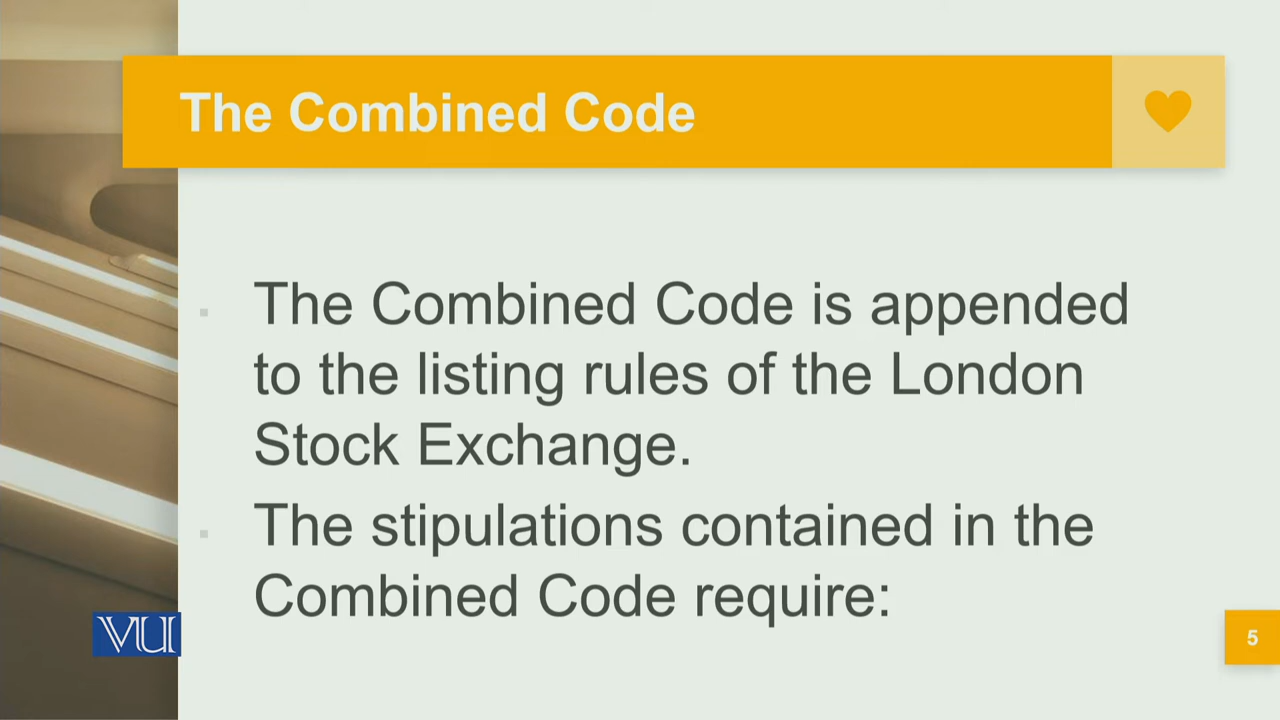 The Combined Code
The Combined Code is appended
to the listing rules of the London
Stock Exchange.
The stipulations contained in the
Combined Code require:
VU
5